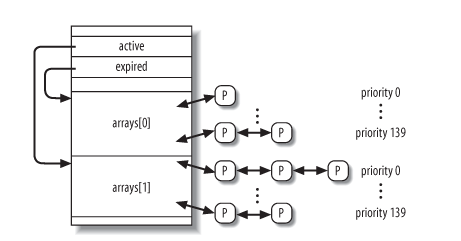 active
expired
P priority 0
arrays[0]
P P priority 139
P P P priority 0
arrays[1]
P P priority 139